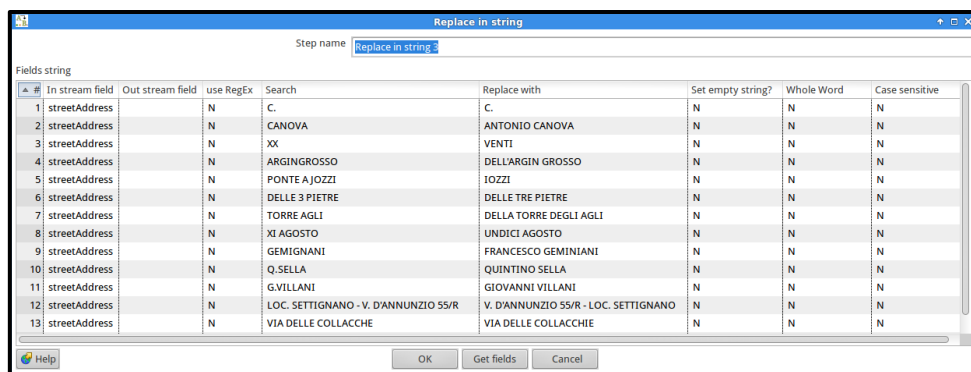 Replace in string
Step name Replace in string 3
Fields string
# In stream field Out stream field use RegEx Search Replace with Set empty string? Whole Word Case sensitive
1 streetAddress N C. C. N N N
2 streetAddress N CANOVA ANTONIO CANOVA N N N
3 streetAddress N XX VENTI N N N
4 streetAddress N ARGINGROSSO DELL'ARGIN GROSSO N N N
5 streetAddress N PONTE A JOZZI IOZZI N N N
6 streetAddress N DELLE 3 PIETRE DELLE TRE PIETRE N N N
7 streetAddress N TORRE AGLI DELLA TORRE DEGLI AGLI N N N
8 streetAddress N XI AGOSTO UNDICI AGOSTO N N N
9 streetAddress N GEMIGNANI FRANCESCO GEMINIANI N N N
10 streetAddress N Q.SELLA QUINTINO SELLA N N N
11 streetAddress N G.VILLANI GIOVANNI VILLANI N N N
12 streetAddress N LOC. SETTIGNANO - V. D'ANNUNZIO 55/R V. D'ANNUNZIO 55/R - LOC. SETTIGNANO N N N
13 streetAddress N VIA DELLE COLLACCHE VIA DELLE COLLACCHIE N N N
Help OK Get fields Cancel